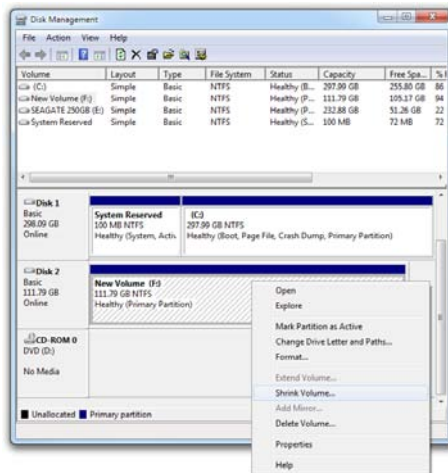 Disk Management
File Action View Help
Volume Layout Type File System Status Capacity Free Spa... % F
(C:) Simple Basic NTFS Healthy (B... 297.99 GB 255.80 GB 86
New Volume (F:) Simple Basic NTFS Healthy (P... 111.79 GB 105.17 GB 94
SEAGATE 250GB (E:) Simple Basic NTFS Healthy (P... 232.88 GB 51.26 GB 22
System Reserved Simple Basic NTFS Healthy (S... 100 MB 72 MB 72
Disk 1
Basic
298.09 GB
Online
System Reserved
100 MB NTFS
Healthy (System, Activ
(C:)
297.99 GB NTFS
Healthy (Boot, Page File, Crash Dump, Primary Partition)
Disk 2
Basic
111.79 GB
Online
New Volume (F:)
111.79 GB NTFS
Healthy (Primary Partition)
CD-ROM 0
DVD (D:)
No Media
Unallocated Primary partition
Open
Explore
Mark Partition as Active
Change Drive Letter and Paths...
Format...
Extend Volume...
Shrink Volume...
Add Mirror...
Delete Volume...
Properties
Help